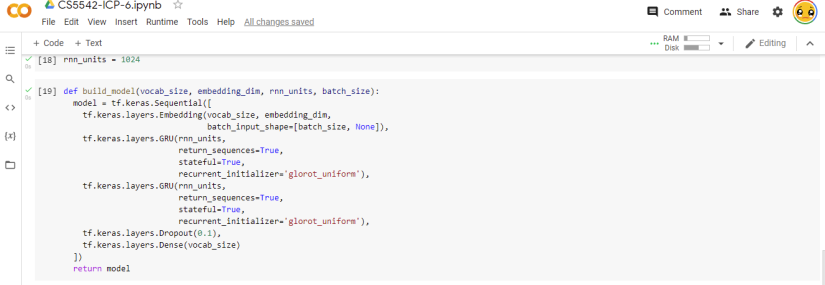 CS5542-ICP-6.ipynb
File Edit View Insert Runtime Tools Help All changes saved
Comment Share
+ Code + Text
RAM
Disk
Editing
[18] rnn_units = 1024
0s
[19] def build_model(vocab_size, embedding_dim, rnn_units, batch_size):
0s
model = tf.keras.Sequential([
tf.keras.layers.Embedding(vocab_size, embedding_dim,
batch_input_shape=[batch_size, None]),
tf.keras.layers.GRU(rnn_units,
return_sequences=True,
stateful=True,
recurrent_initializer='glorot_uniform'),
tf.keras.layers.GRU(rnn_units,
return_sequences=True,
stateful=True,
recurrent_initializer='glorot_uniform'),
tf.keras.layers.Dropout(0.1),
tf.keras.layers.Dense(vocab_size)
])
return model